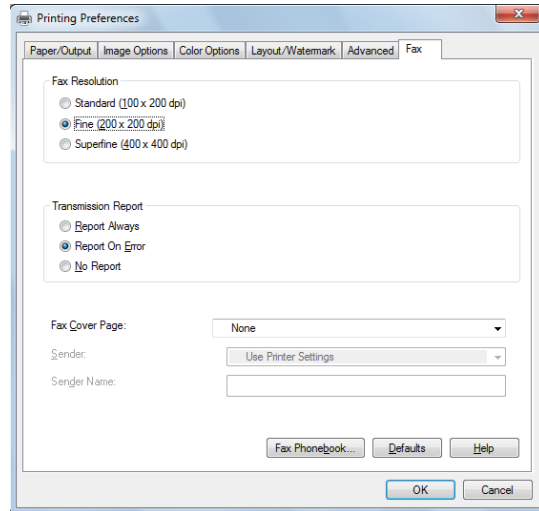 Printing Preferences
Paper/Output Image Options Color Options Layout/Watermark Advanced Fax
Fax Resolution
Standard (100 x 200 dpi)
Fine (200 x 200 dpi)
Superfine (400 x 400 dpi)
Transmission Report
Report Always
Report On Error
No Report
Fax Cover Page: None
Sender: Use Printer Settings
Sender Name:
Fax Phonebook... Defaults Help
OK Cancel